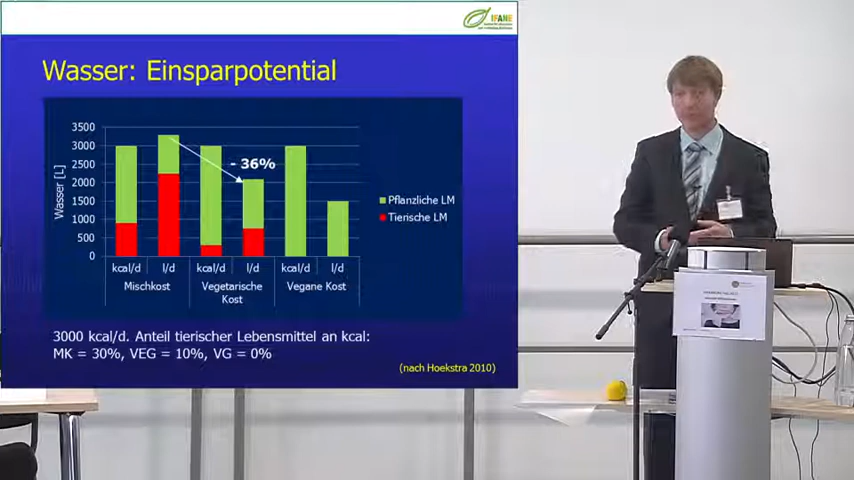 IFANE
Wasser: Einsparpotential
3500
3000
2500
2000
1500
1000
500
0
Wasser [L]
- 36%
Pflanzliche LM
Tierische LM
kcal/d l/d kcal/d l/d kcal/d l/d
Mischkost Vegetarische Kost Vegane Kost
3000 kcal/d. Anteil tierischer Lebensmittel an kcal:
MK = 30%, VEG = 10%, VG = 0%
(nach Hoekstra 2010)